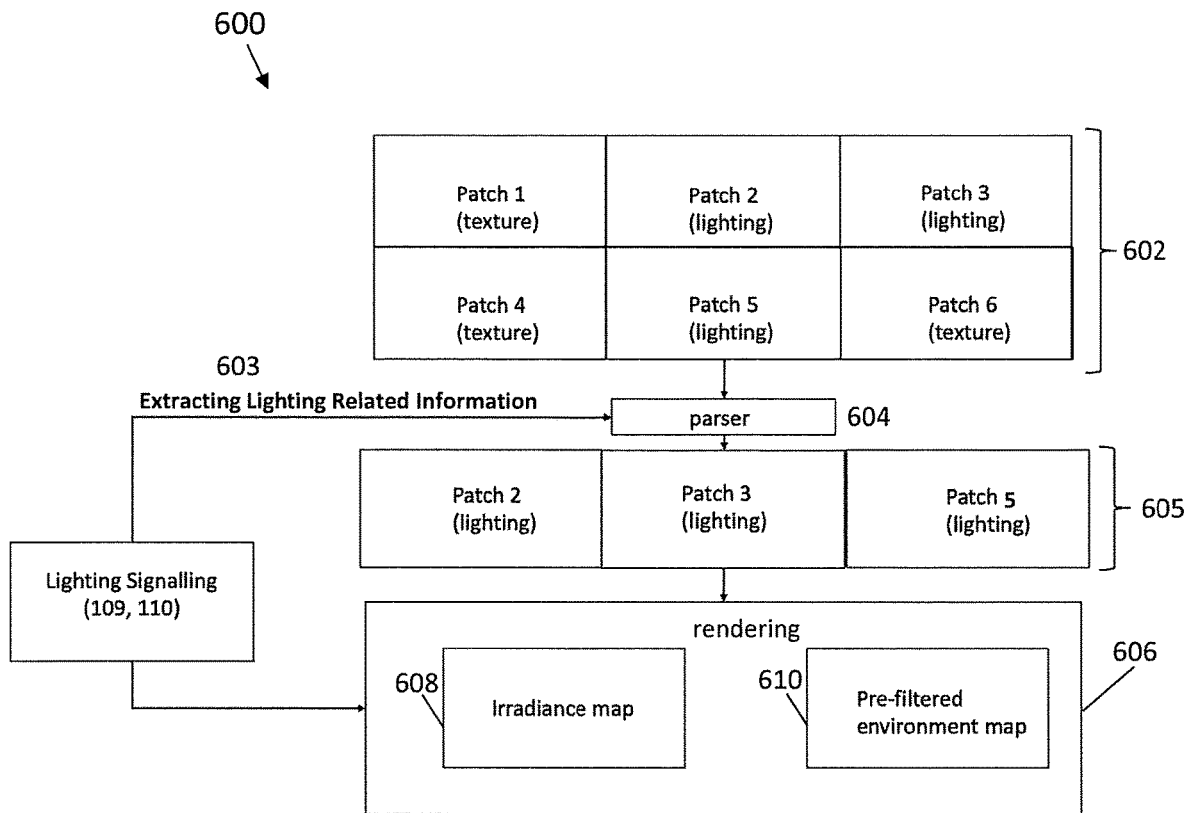 600
Patch 1
(texture)
Patch 2
(lighting)
Patch 3
(lighting)
602
Patch 4
(texture)
Patch 5
(lighting)
Patch 6
(texture)
603
Extracting Lighting Related Information
parser
604
Patch 2
(lighting)
Patch 3
(lighting)
Patch 5
(lighting)
605
Lighting Signalling
(109, 110)
rendering
606
608
Irradiance map
610
Pre-filtered
environment map